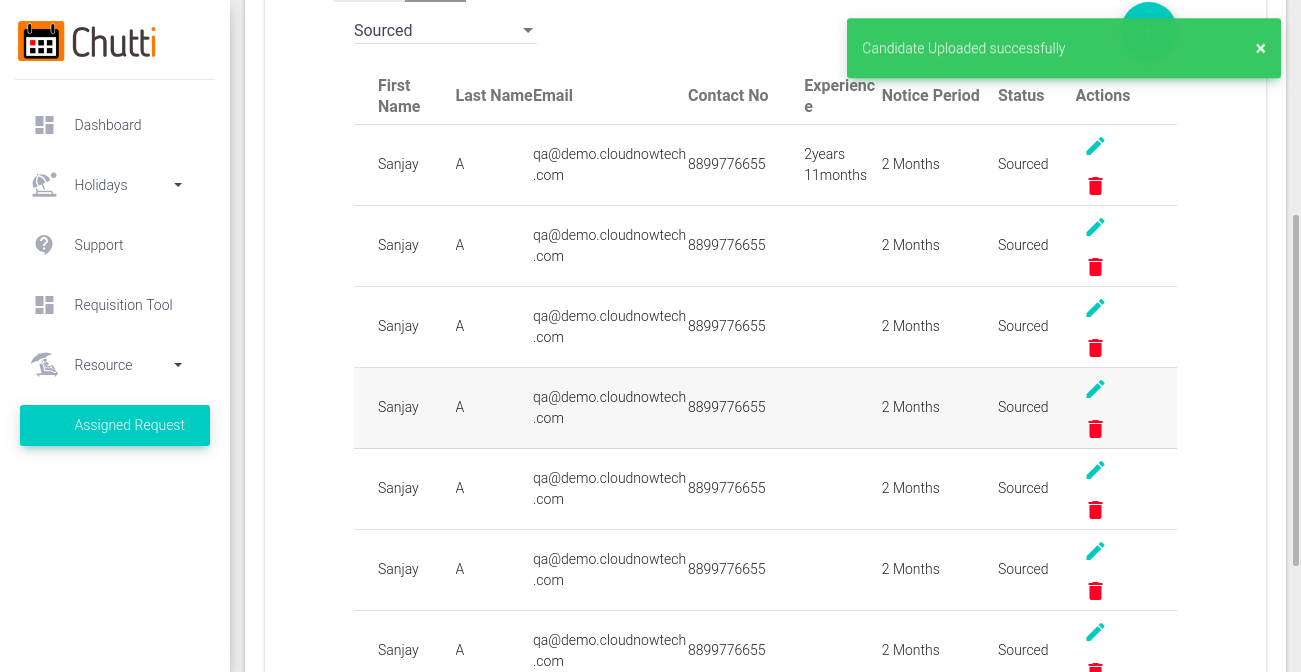 Chutti
Dashboard
Holidays
Support
Requisition Tool
Resource
Assigned Request
Sourced
Candidate Uploaded successfully
×
First
Name
Last Name
Email
Contact No
Experienc
e
Notice Period
Status
Actions
Sanjay
A
qa@demo.cloudnowtech
.com
8899776655
2years
11months
2 Months
Sourced
Sanjay
A
qa@demo.cloudnowtech
.com
8899776655
2 Months
Sourced
Sanjay
A
qa@demo.cloudnowtech
.com
8899776655
2 Months
Sourced
Sanjay
A
qa@demo.cloudnowtech
.com
8899776655
2 Months
Sourced
Sanjay
A
qa@demo.cloudnowtech
.com
8899776655
2 Months
Sourced
Sanjay
A
qa@demo.cloudnowtech
.com
8899776655
2 Months
Sourced
Sanjay
A
qa@demo.cloudnowtech
.com
8899776655
2 Months
Sourced